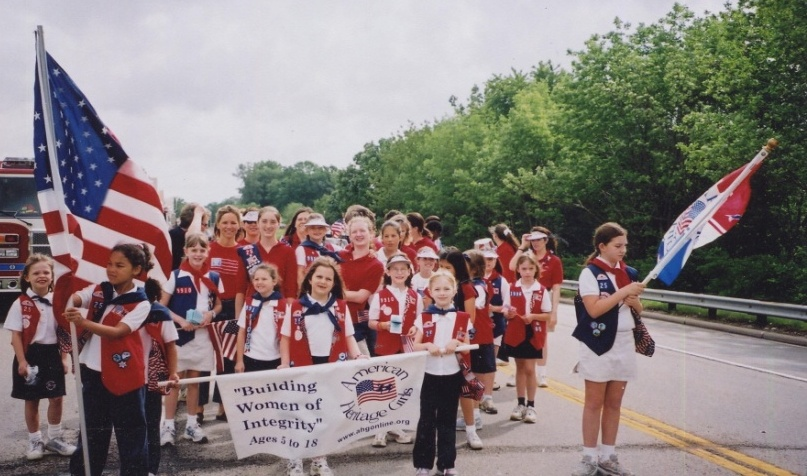 "Building
Women of
Integrity"
Ages 5 to 18
American
Heritage Girls
www.ahgonline.org